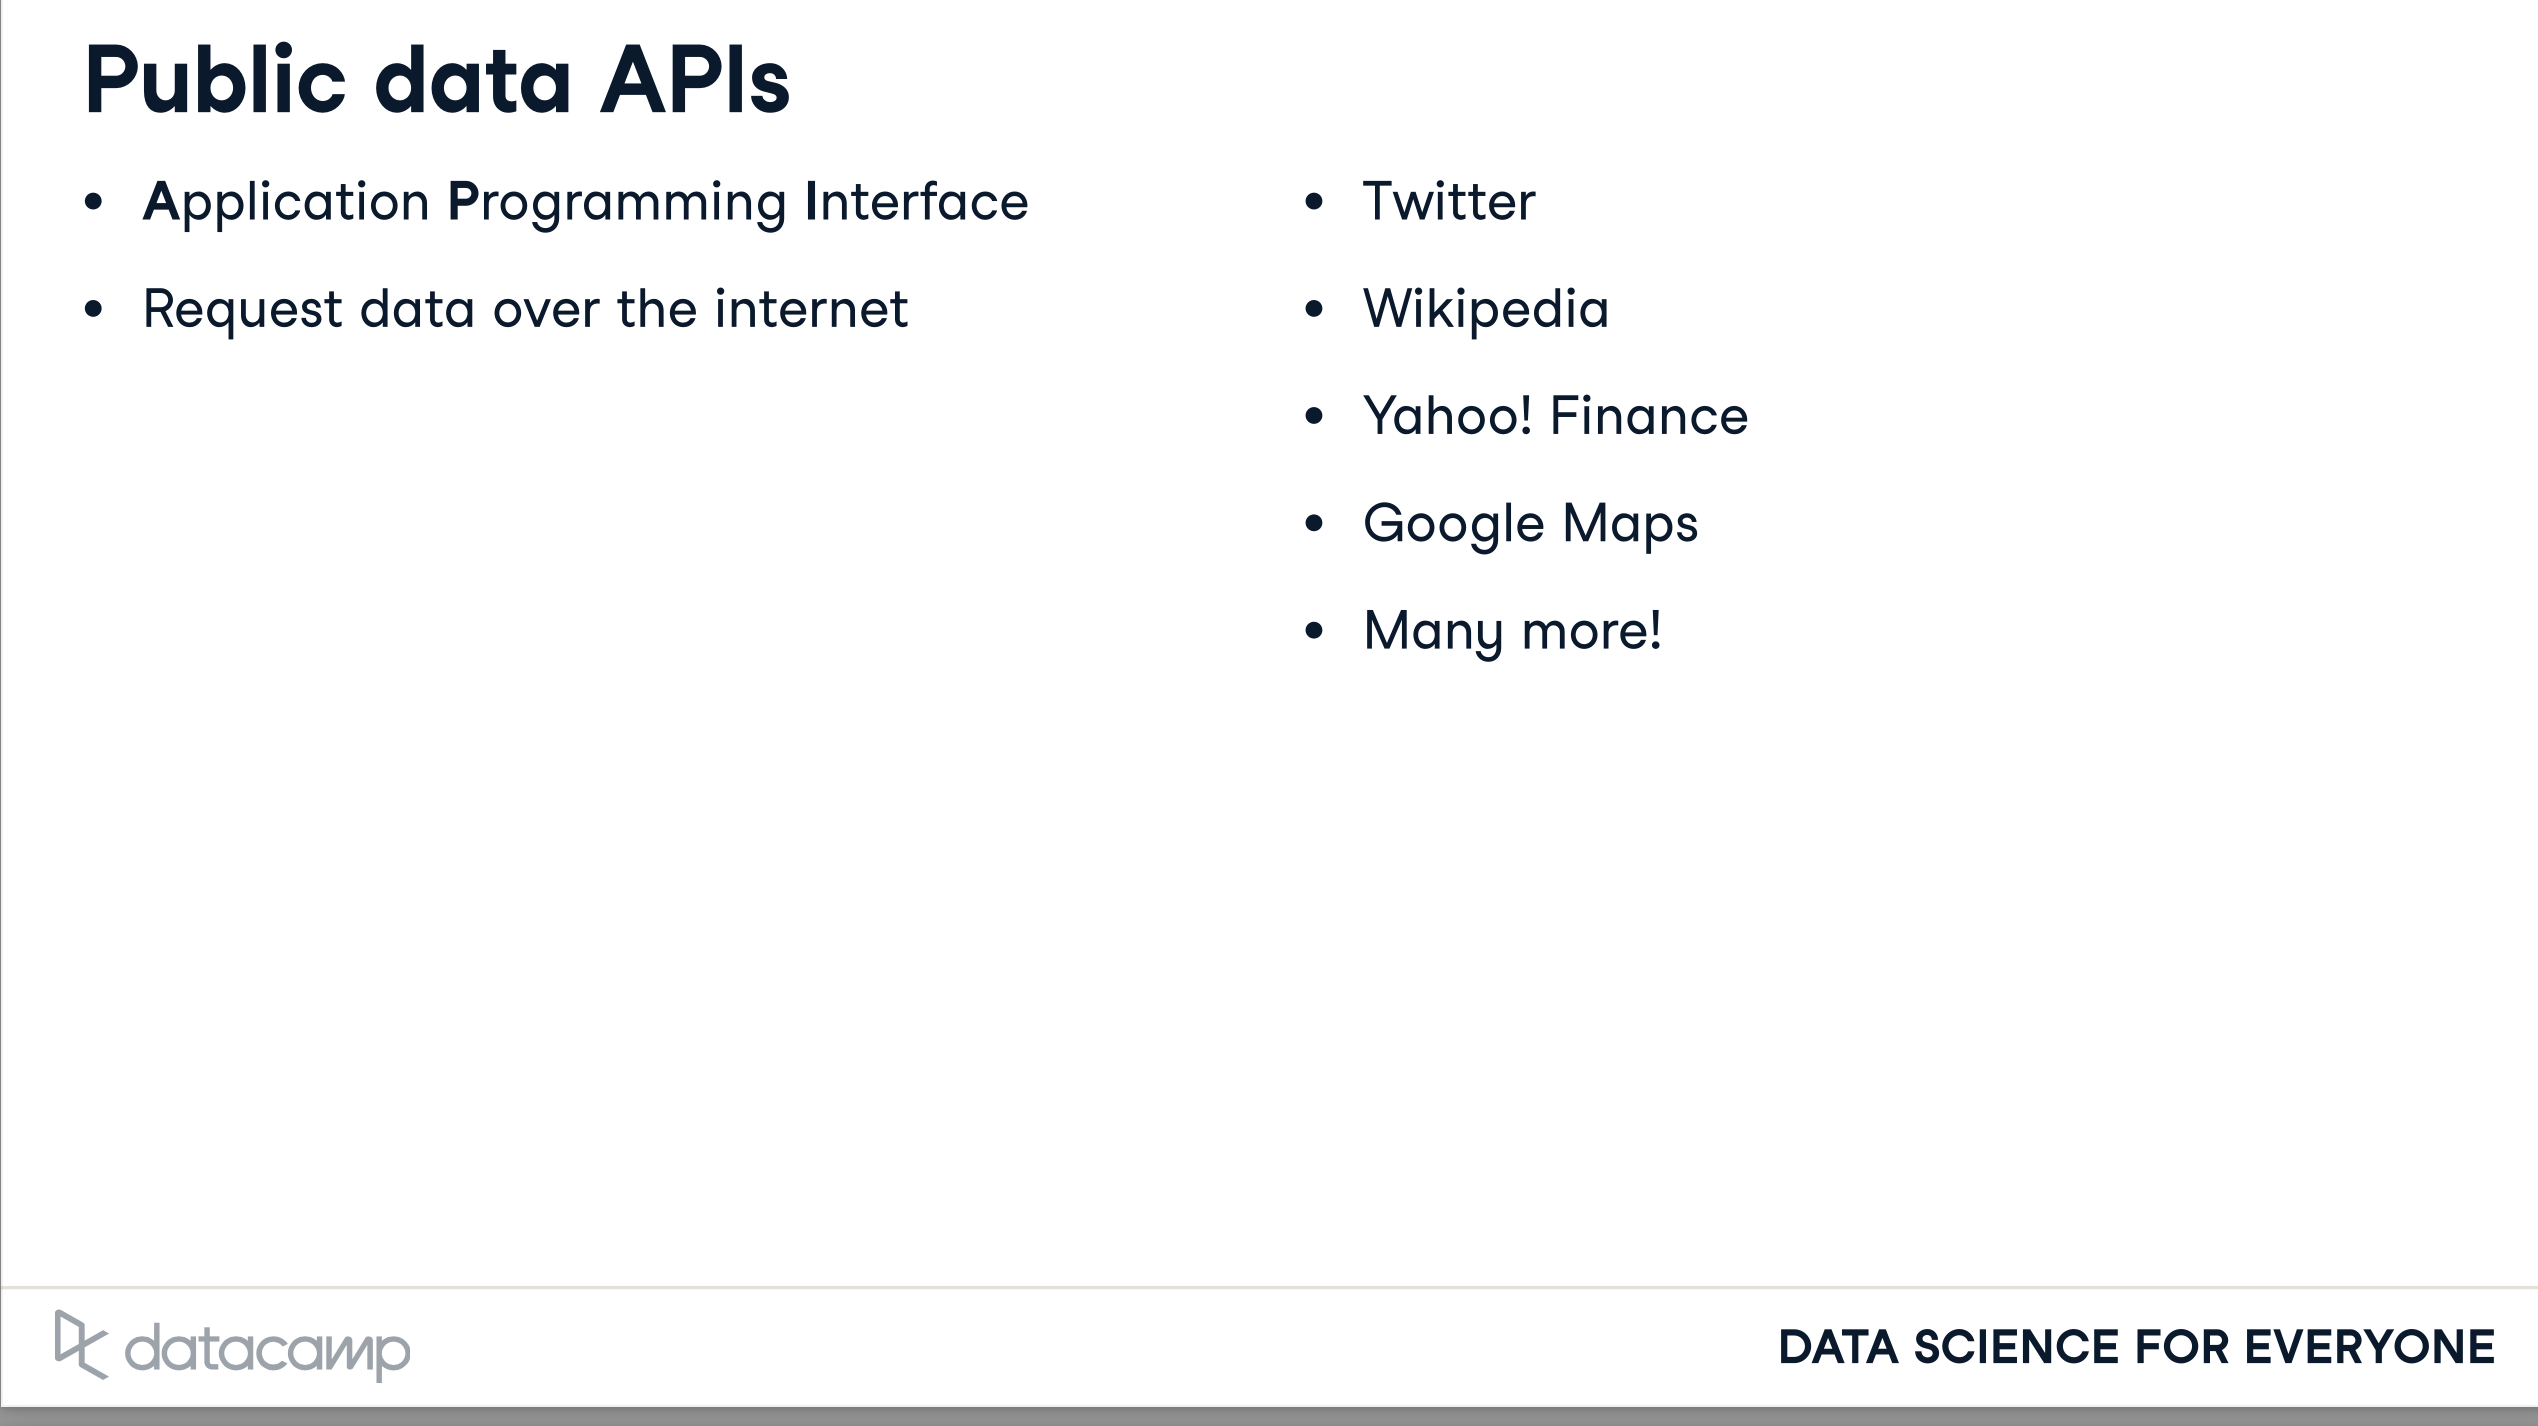 Public data APIs
• Application Programming Interface
• Request data over the internet
• Twitter
• Wikipedia
• Yahoo! Finance
• Google Maps
• Many more!
datacamp
DATA SCIENCE FOR EVERYONE